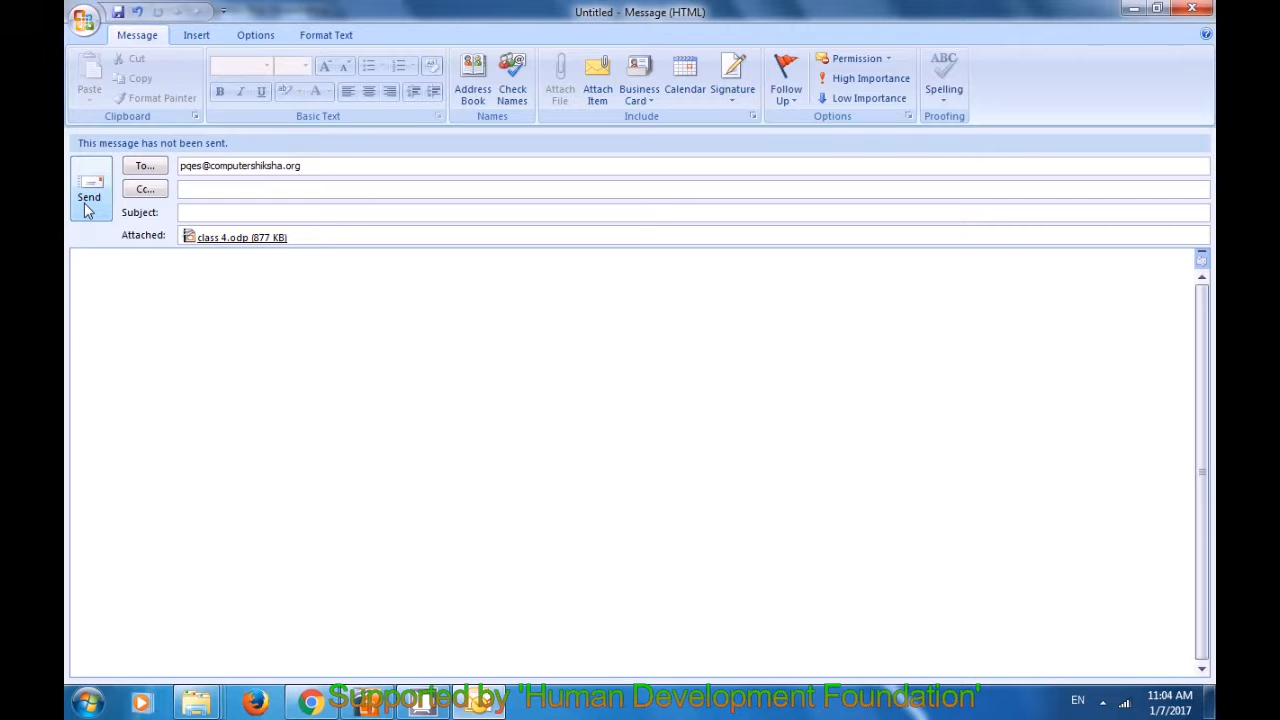 Untitled - Message (HTML)
Message Insert Options Format Text
Paste
Cut
Copy
Format Painter
Clipboard
B I U
A
Basic Text
Address Book
Check Names
Names
Attach File
Attach Item
Business Card
Calendar
Signature
Include
Follow Up
Permission
High Importance
Low Importance
Options
ABC
Spelling
Proofing
This message has not been sent.
Send
To... pqes@computershiksha.org
Cc...
Subject:
Attached: class 4.odp (877 KB)
Supported by 'Human Development Foundation'
EN
11:04 AM
1/7/2017